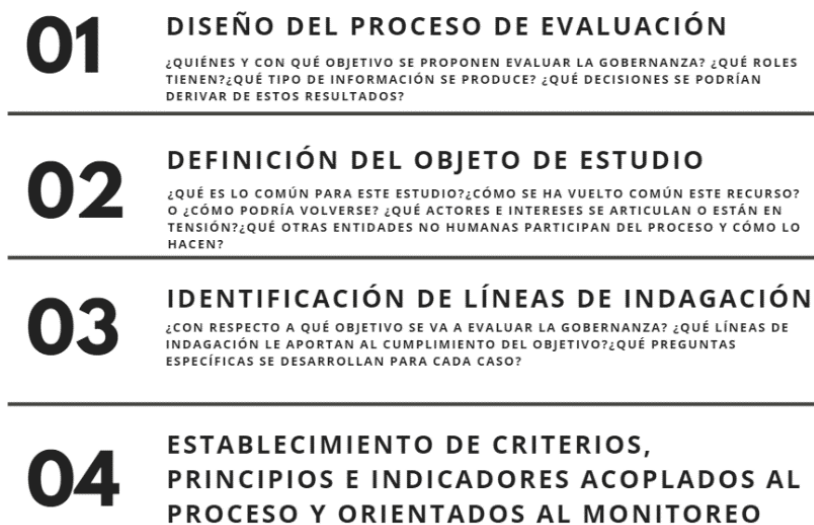 01
DISEÑO DEL PROCESO DE EVALUACIÓN
¿QUIÉNES Y CON QUÉ OBJETIVO SE PROPONEN EVALUAR LA GOBERNANZA? ¿QUÉ ROLES
TIENEN?¿QUÉ TIPO DE INFORMACIÓN SE PRODUCE? ¿QUÉ DECISIONES SE PODRÍAN
DERIVAR DE ESTOS RESULTADOS?
02
DEFINICIÓN DEL OBJETO DE ESTUDIO
¿QUÉ ES LO COMÚN PARA ESTE ESTUDIO?¿CÓMO SE HA VUELTO COMÚN ESTE RECURSO?
O ¿CÓMO PODRÍA VOLVERSE? ¿QUÉ ACTORES E INTERESES SE ARTICULAN O ESTÁN EN
TENSIÓN?¿QUÉ OTRAS ENTIDADES NO HUMANAS PARTICIPAN DEL PROCESO Y CÓMO LO
HACEN?
03
IDENTIFICACIÓN DE LÍNEAS DE INDAGACIÓN
¿CON RESPECTO A QUÉ OBJETIVO SE VA A EVALUAR LA GOBERNANZA? ¿QUÉ LÍNEAS DE
INDAGACIÓN LE APORTAN AL CUMPLIMIENTO DEL OBJETIVO?¿QUÉ PREGUNTAS
ESPECÍFICAS SE DESARROLLAN PARA CADA CASO?
04
ESTABLECIMIENTO DE CRITERIOS,
PRINCIPIOS E INDICADORES ACOPLADOS AL
PROCESO Y ORIENTADOS AL MONITOREO